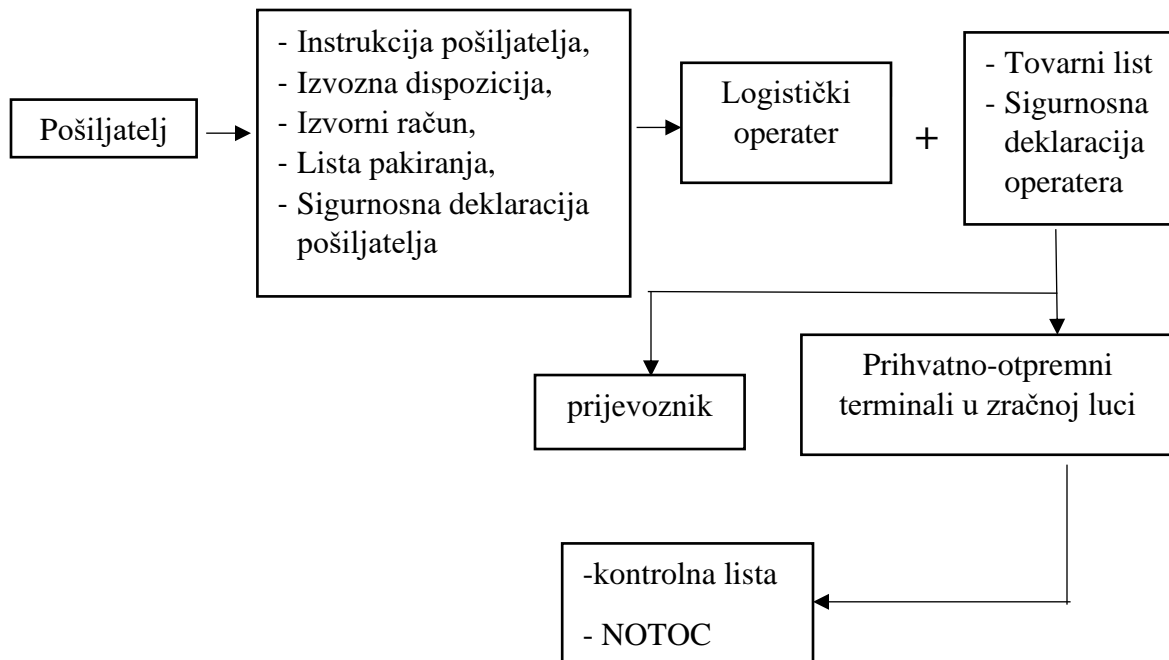 Pošiljatelj
- Instrukcija pošiljatelja,
- Izvozna dispozicija,
- Izvorni račun,
- Lista pakiranja,
- Sigurnosna deklaracija
pošiljatelja
Logistički
operater
+
- Tovarni list
- Sigurnosna
deklaracija
operatera
prijevoznik
Prihvatno-otpremni
terminali u zračnoj luci
-kontrolna lista
- NOTOC